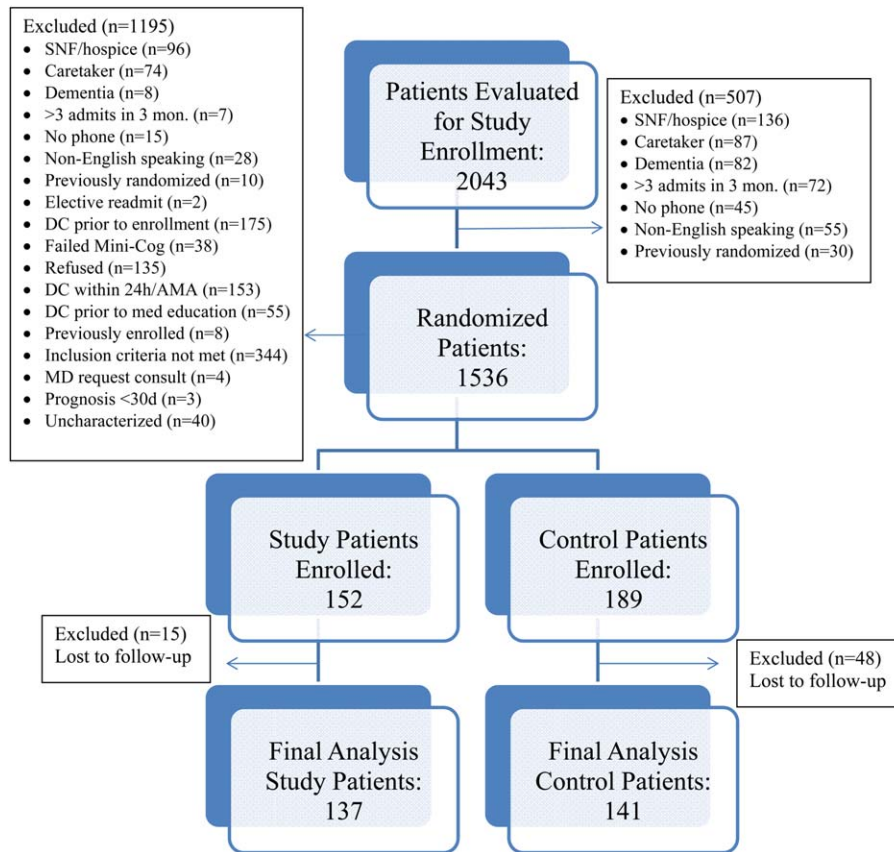 Excluded (n=1195)
• SNF/hospice (n=96)
• Caretaker (n=74)
• Dementia (n=8)
• >3 admits in 3 mon. (n=7)
• No phone (n=15)
• Non-English speaking (n=28)
• Previously randomized (n=10)
• Elective readmit (n=2)
• DC prior to enrollment (n=175)
• Failed Mini-Cog (n=38)
• Refused (n=135)
• DC within 24h/AMA (n=153)
• DC prior to med education (n=55)
• Previously enrolled (n=8)
• Inclusion criteria not met (n=344)
• MD request consult (n=4)
• Prognosis <30d (n=3)
• Uncharacterized (n=40)
Patients Evaluated
for Study
Enrollment:
2043
Excluded (n=507)
• SNF/hospice (n=136)
• Caretaker (n=87)
• Dementia (n=82)
• >3 admits in 3 mon. (n=72)
• No phone (n=45)
• Non-English speaking (n=55)
• Previously randomized (n=30)
Randomized
Patients:
1536
Study Patients
Enrolled:
152
Control Patients
Enrolled:
189
Excluded (n=15)
Lost to follow-up
Excluded (n=48)
Lost to follow-up
Final Analysis
Study Patients:
137
Final Analysis
Control Patients:
141